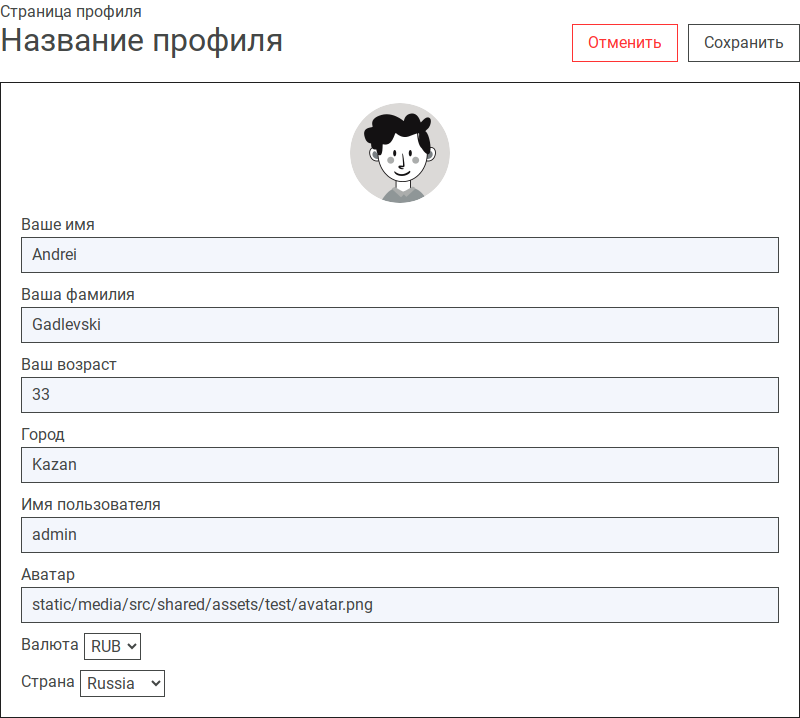 Страница профиля
Название профиля
Отменить
Сохранить
Ваше имя
Andrei
Ваша фамилия
Gadlevski
Ваш возраст
33
Город
Kazan
Имя пользователя
admin
Аватар
static/media/src/shared/assets/test/avatar.png
Валюта RUB
Страна Russia